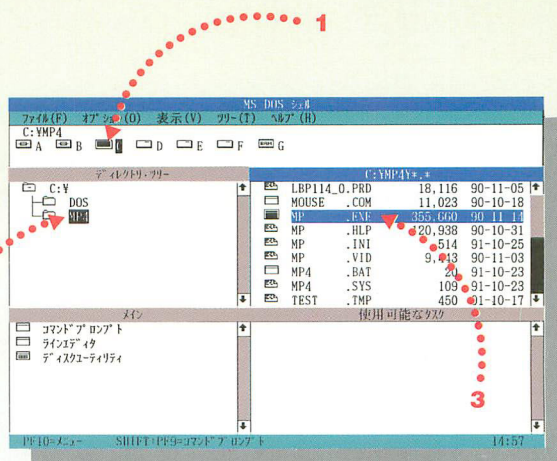 1
MS DOS シェル
ファイル(F) オプション(O) 表示(V) ツリー(T) ヘルプ(H)
C:¥MP4
A B C D E F G
ディレクトリ・ツリー
C:¥
DOS
MP4
C:¥MP4¥*.*
LBP114_0.PRD 18,116 90-11-05
MOUSE .COM 11,023 90-10-18
MP .EXE 355,660 90-11-14
MP .HLP 120,938 90-10-31
MP .INI 514 91-10-25
MP .VID 9,443 90-11-03
MP4 .BAT 20 91-10-23
MP4 .SYS 109 91-10-23
TEST .TMP 450 91-10-17
メイン
コマンドプロンプト
ラインエディタ
ディスクユーティリティ
使用可能なタスク
3
PF10=メニュー SHIFT+PF9=コマンドプロンプト 14:57